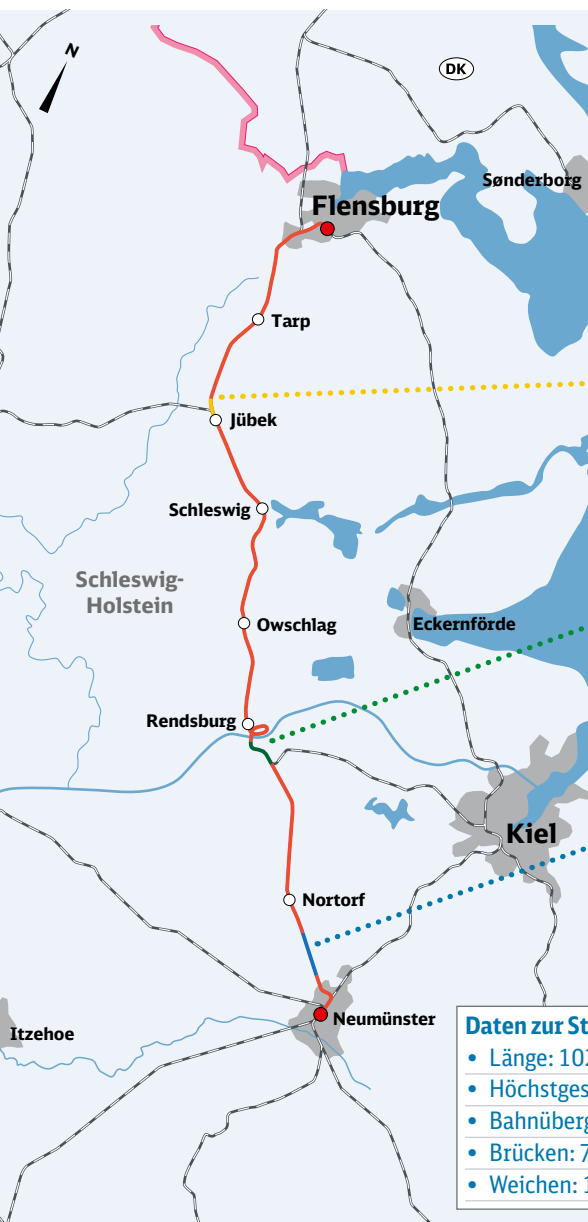 N
DK
Sønderborg
Flensburg
Tarp
Jübek
Schleswig
Schleswig-
Holstein
Owschlag
Eckernförde
Rendsburg
Kiel
Nortorf
Neumünster
Itzehoe
Daten zur St
• Länge: 102
• Höchstges
• Bahnüberg
• Brücken: 7
• Weichen: 1